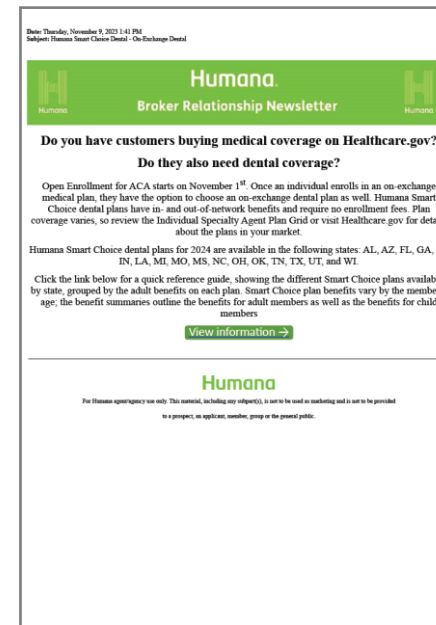 Date: Thursday, November 9, 2023 1:41 PM
Subject: Humana Smart Choice Dental - On-Exchange Dental
Humana.
Broker Relationship Newsletter
Humana
Humana
Do you have customers buying medical coverage on Healthcare.gov?
Do they also need dental coverage?
Open Enrollment for ACA starts on November 1st. Once an individual enrolls in an on-exchange
medical plan, they have the option to choose an on-exchange dental plan as well. Humana Smart
Choice dental plans have in- and out-of-network benefits and require no enrollment fees. Plan
coverage varies, so review the Individual Specialty Agent Plan Grid or visit Healthcare.gov for
about the plans in your market.
Humana Smart Choice dental plans for 2024 are available in the following states: AL, AZ, FL, GA,
IN, LA, MI, MO, MS, NC, OH, OK, TN, TX, UT, and WI.
Click the link below for a quick reference guide, showing the different Smart Choice plans
by state, grouped by the adult benefits on each plan. Smart Choice plan benefits vary by the
age; the benefit summaries outline the benefits for adult members as well as the benefits for
members
View information →
Humana
For Humana agent/agency use only. This material, including any subpart(s), is not to be used as marketing and is not to be provided
to a prospect, an applicant, member, group or the general public.